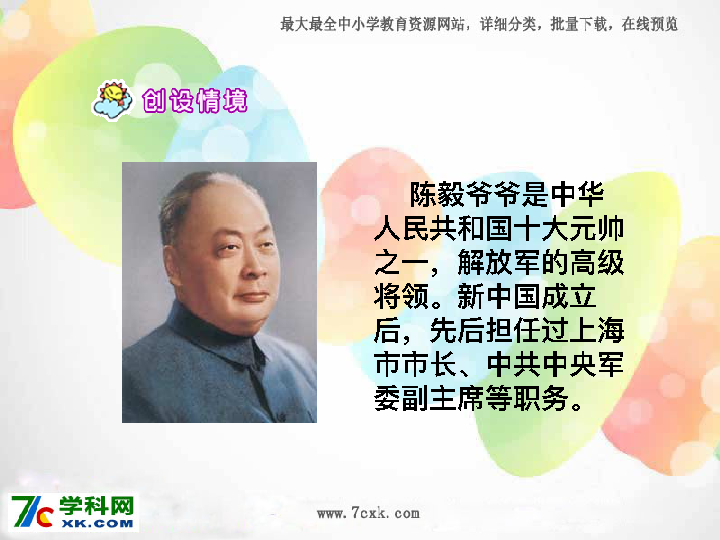 最大最全中小学教育资源网站，详细分类，批量下载，在线预览
创设情境
陈毅爷爷是中华
人民共和国十大元帅
之一，解放军的高级
将领。新中国成立
后，先后担任过上海
市市长、中共中央军
委副主席等职务。
7c学科网
XK.COM
www.7cxk.com